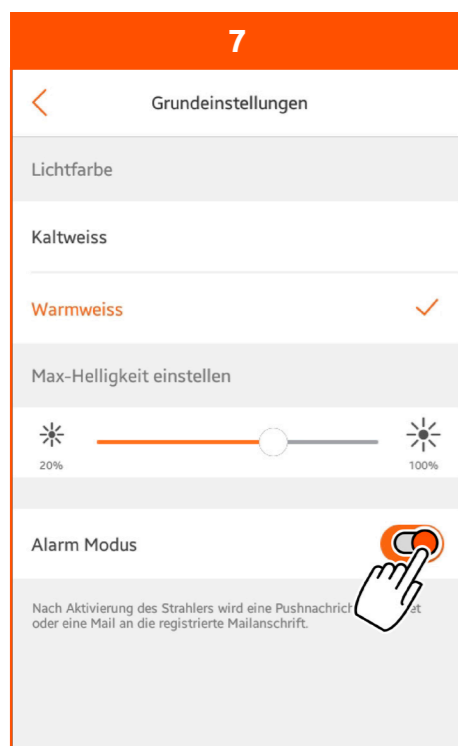 7
Grundeinstellungen
Lichtfarbe
Kaltweiss
Warmweiss
Max-Helligkeit einstellen
20%
100%
Alarm Modus
Nach Aktivierung des Strahlers wird eine
oder eine Mail an die registrierte Mailanschrift.